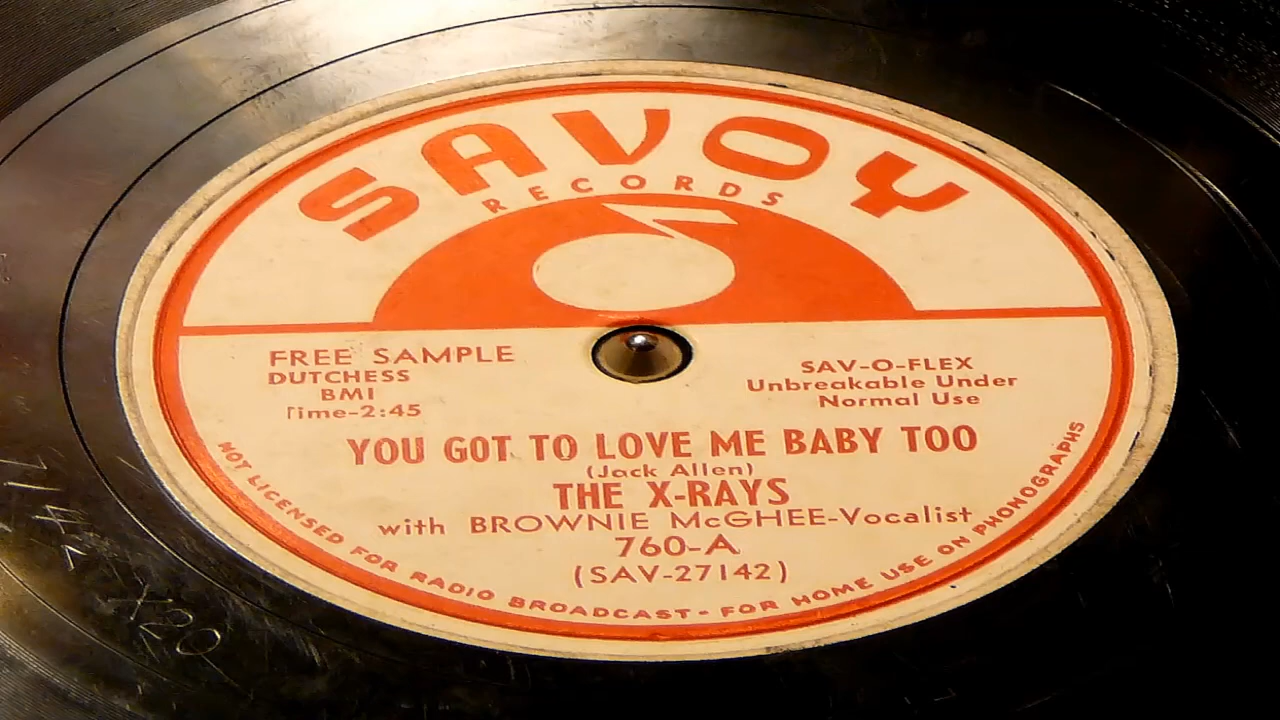 SAVOY
RECORDS
FREE SAMPLE
DUTCHESS
BMI
Time-2:45
SAV-O-FLEX
Unbreakable Under
Normal Use
YOU GOT TO LOVE ME BABY TOO
(Jack Allen)
THE X-RAYS
with BROWNIE McGHEE-Vocalist
760-A
(SAV-27142)
NOT LICENSED FOR RADIO BROADCAST • FOR HOME USE ON PHONOGRAPHS